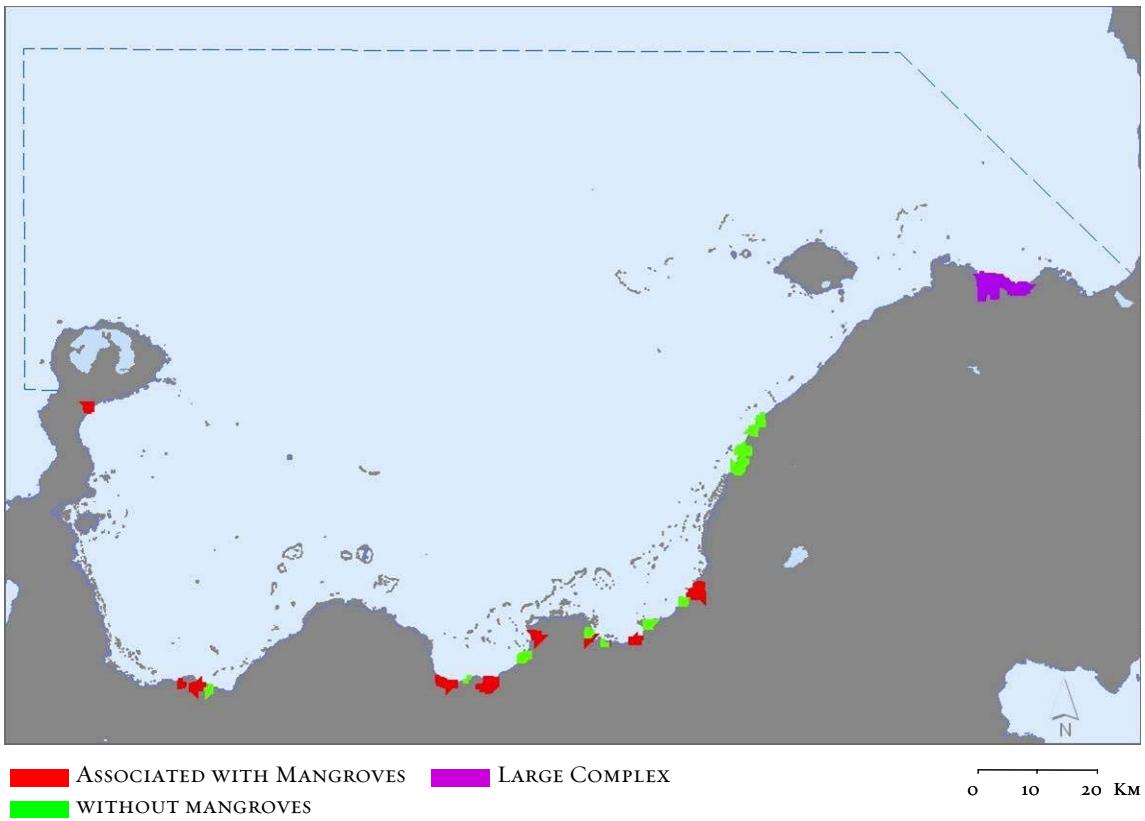 N
Associated with Mangroves
Large Complex
without mangroves
0 10 20 Km